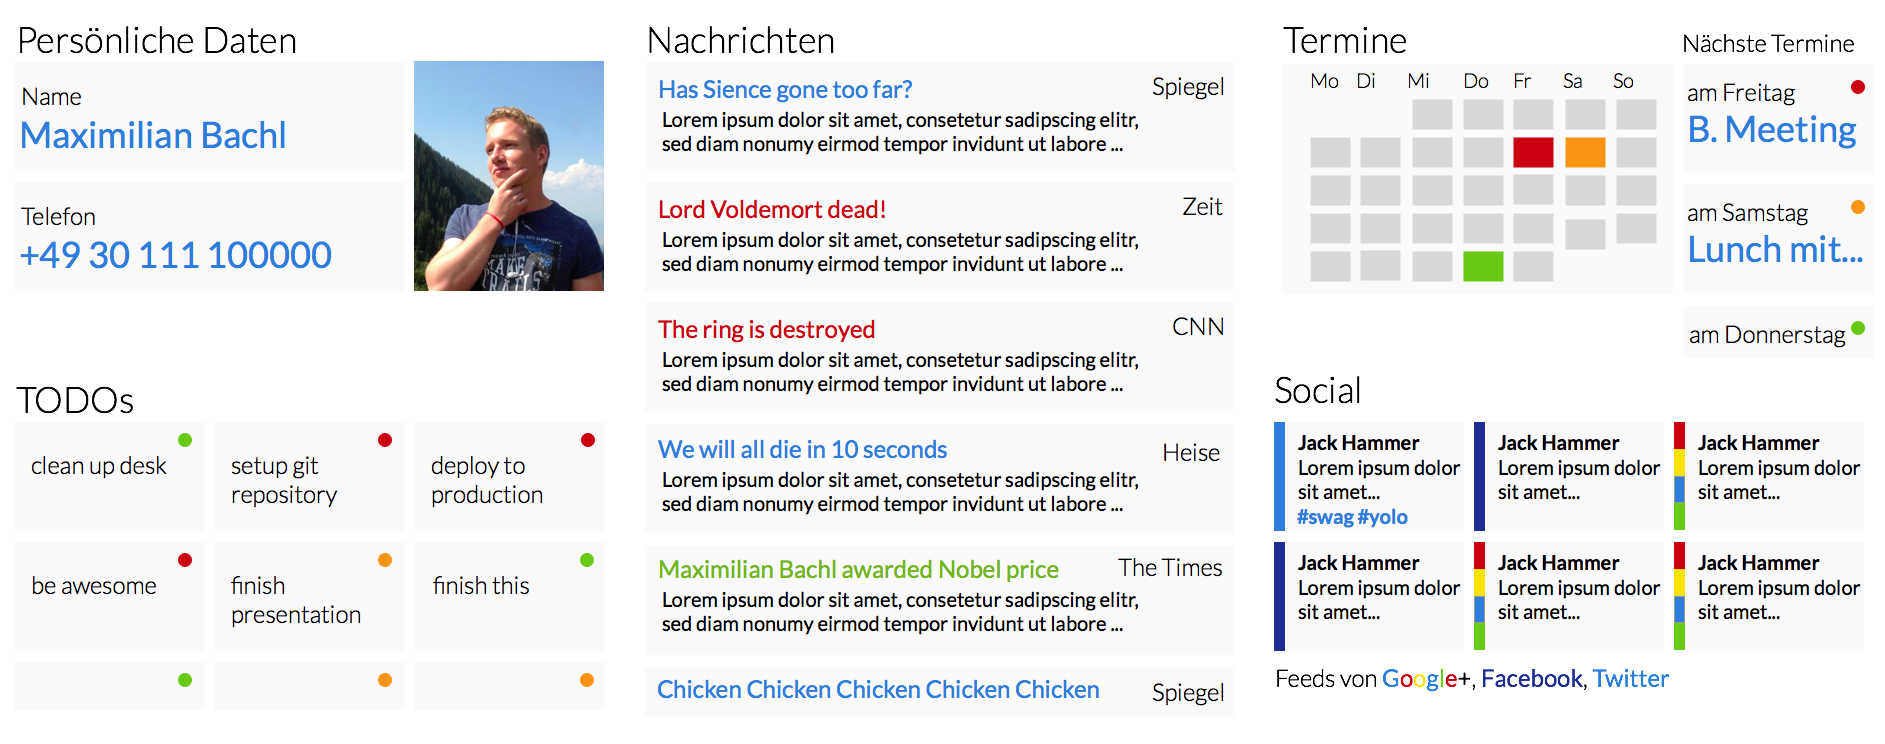 Persönliche Daten
Name
Maximilian Bachl
Telefon
+49 30 111 100000
MAKE
TRAILS
TODOs
clean up desk
setup git
repository
deploy to
production
be awesome
finish
presentation
finish this
Nachrichten
Has Sience gone too far?
Spiegel
Lorem ipsum dolor sit amet, consetetur sadipscing elitr,
sed diam nonumy eirmod tempor invidunt ut labore ...
Lord Voldemort dead!
Zeit
Lorem ipsum dolor sit amet, consetetur sadipscing elitr,
sed diam nonumy eirmod tempor invidunt ut labore ...
The ring is destroyed
CNN
Lorem ipsum dolor sit amet, consetetur sadipscing elitr,
sed diam nonumy eirmod tempor invidunt ut labore ...
We will all die in 10 seconds
Heise
Lorem ipsum dolor sit amet, consetetur sadipscing elitr,
sed diam nonumy eirmod tempor invidunt ut labore ...
Maximilian Bachl awarded Nobel price
The Times
Lorem ipsum dolor sit amet, consetetur sadipscing elitr,
sed diam nonumy eirmod tempor invidunt ut labore ...
Chicken Chicken Chicken Chicken Chicken
Spiegel
Termine
Mo Di Mi Do Fr Sa So
Nächste Termine
am Freitag
B. Meeting
am Samstag
Lunch mit...
am Donnerstag
Social
Jack Hammer
Lorem ipsum dolor
sit amet...
#swag #yolo
Jack Hammer
Lorem ipsum dolor
sit amet...
Jack Hammer
Lorem ipsum dolor
sit amet...
Jack Hammer
Lorem ipsum dolor
sit amet...
Jack Hammer
Lorem ipsum dolor
sit amet...
Jack Hammer
Lorem ipsum dolor
sit amet...
Feeds von Google+, Facebook, Twitter